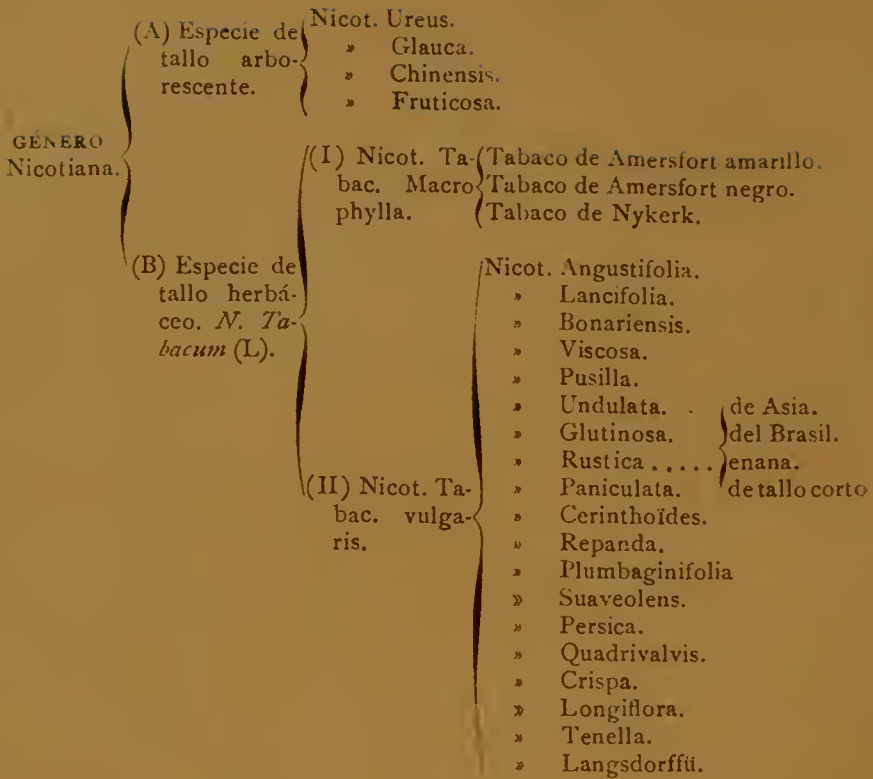 GÉNERO
Nicotiana.
(A) Especie de
tallo arbo-
rescente.
Nicot. Ureus.
» Glauca.
» Chinensis.
» Fruticosa.
(B) Especie de
tallo herbá-
ceo. N. Ta-
bacum (L).
(I) Nicot. Ta-
bac. Macro
phylla.
Tabaco de Amersfort amarillo.
Tabaco de Amersfort negro.
Tabaco de Nykerk.
(II) Nicot. Ta-
bac. vulga-
ris.
Nicot. Angustifolia.
» Lancifolia.
» Bonariensis.
» Viscosa.
» Pusilla.
» Undulata. .
» Glutinosa.
» Rustica .....
» Paniculata.
de Asia.
del Brasil.
enana.
de tallo corto
» Cerinthoïdes.
» Repanda.
» Plumbaginifolia
» Suaveolens.
» Persica.
» Quadrivalvis.
» Crispa.
» Longiflora.
» Tenella.
» Langsdorffü.